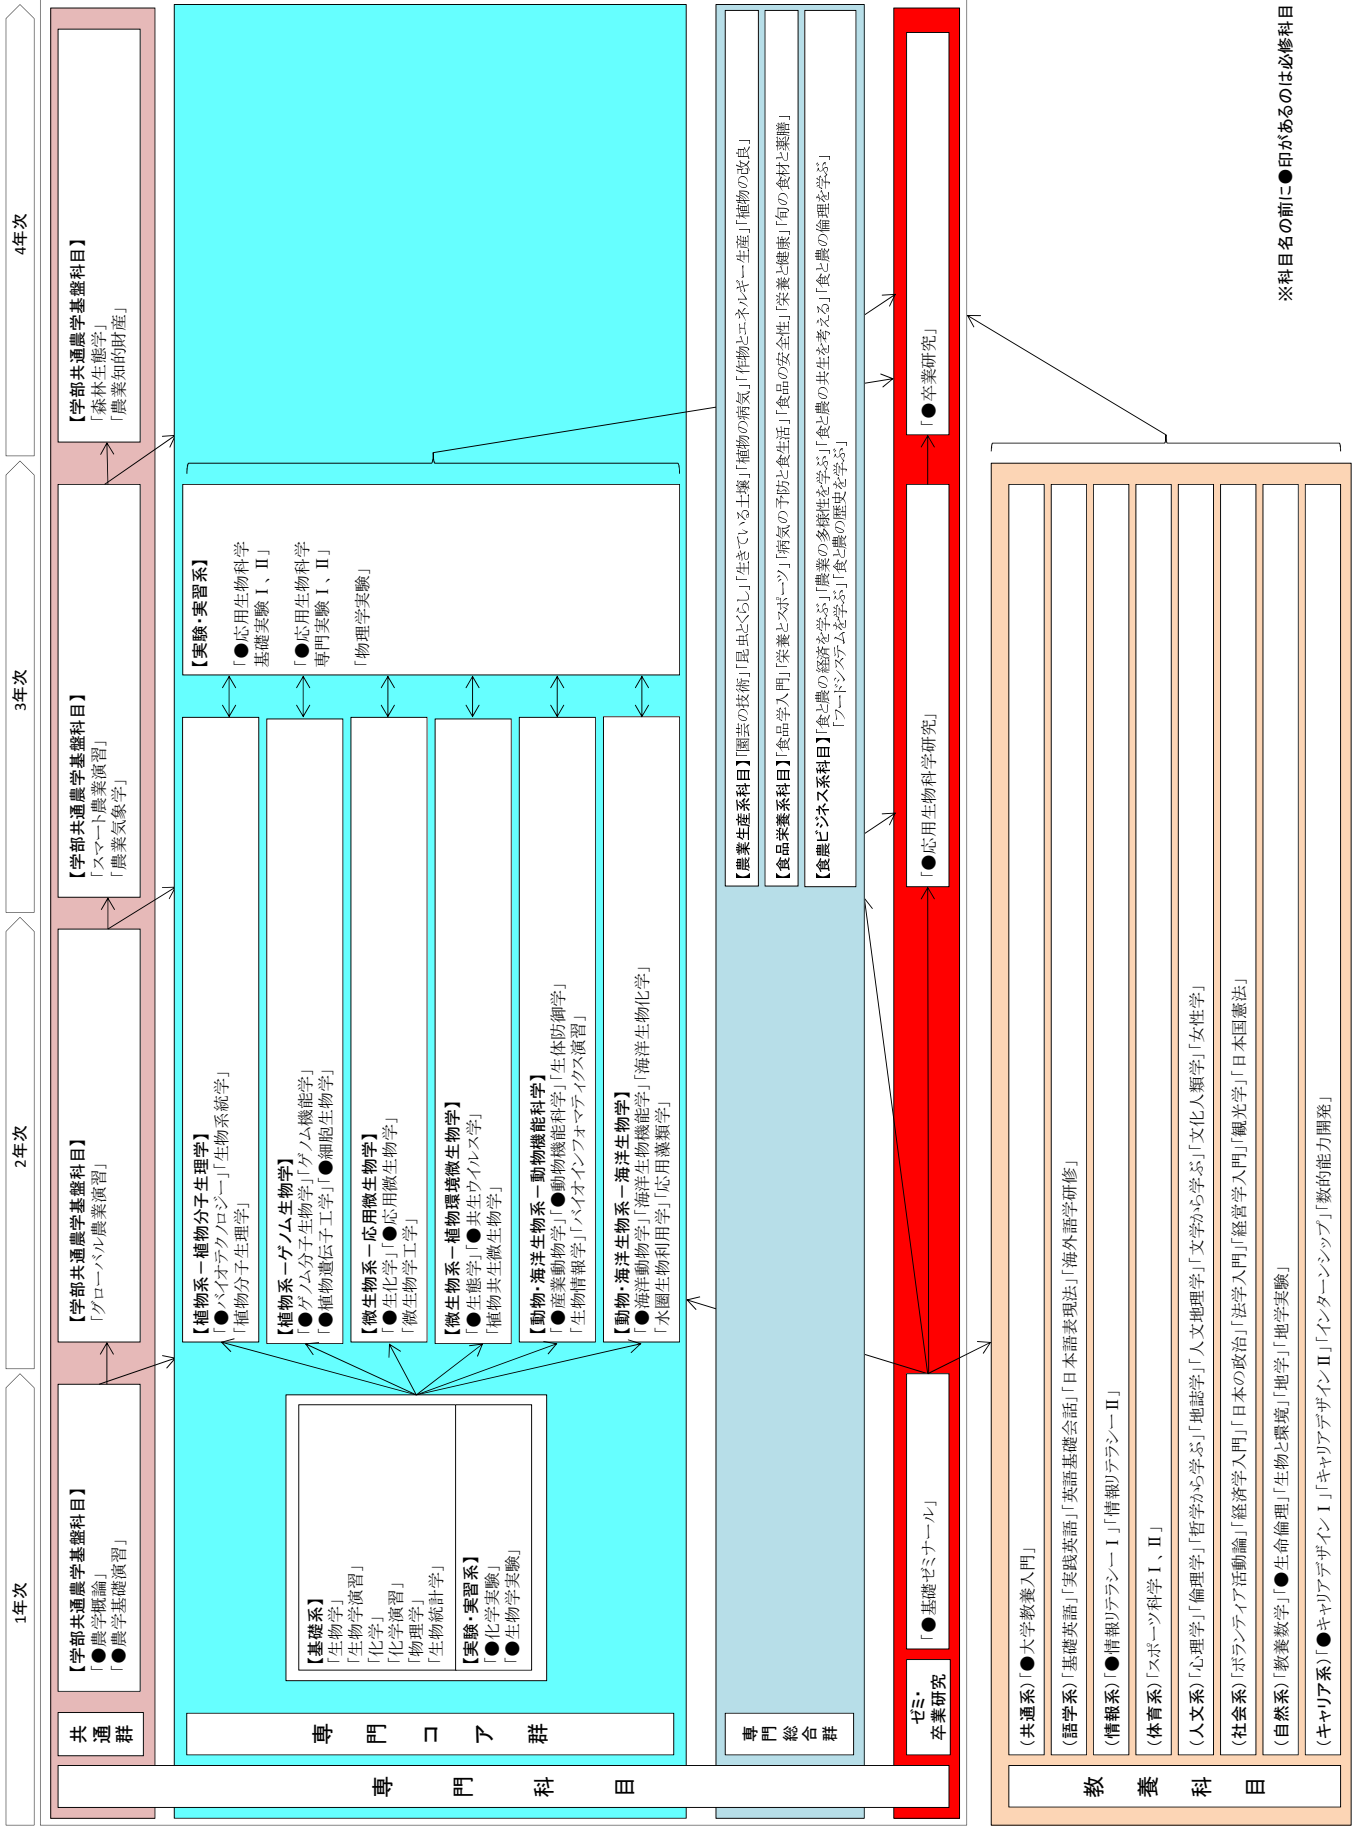 1年次
2年次
3年次
4年次
専門科目
共通群
【学部共通農学基盤科目】
「●農学概論」
「●農学基礎演習」
【学部共通農学基盤科目】
「グローバル農業演習」
【学部共通農学基盤科目】
「スマート農業演習」
「農業気象学」
【学部共通農学基盤科目】
「森林生態学」
「農業知的財産」
専門コア群
【基礎系】
「生物学」
「生物学演習」
「化学」
「化学演習」
「物理学」
「生物統計学」
【実験・実習系】
「●化学実験」
「●生物学実験」
【植物系－植物分子生理学】
「●バイオテクノロジー」「生物系統学」
「植物分子生理学」
【植物系－ゲノム生物学】
「●ゲノム分子生物学」「ゲノム機能学」
「●植物遺伝子工学」「●細胞生物学」
【微生物系－応用微生物学】
「●生化学」「●応用微生物学」
「微生物学工学」
【微生物系－植物環境微生物学】
「●生態学」「●共生ウイルス学」
「植物共生微生物学」
【動物・海洋生物系－動物機能科学】
「●産業動物学」「●動物機能科学」「生体防御学」
「生物情報学」「バイオインフォマティクス演習」
【動物・海洋生物系－海洋生物学】
「●海洋動物学」「海洋生物機能学」「海洋生物化学」
「水圏生物利用学」「応用藻類学」
【実験・実習系】
「●応用生物科学
基礎実験Ⅰ、Ⅱ」
「●応用生物科学
専門実験Ⅰ、Ⅱ」
「物理学実験」
専門総合群
【農業生産系科目】「園芸の技術」「昆虫とくらし」「生きている土壌」「植物の病気」「作物とエネルギー生産」「植物の改良」
【食品栄養系科目】「食品学入門」「栄養とスポーツ」「病気の予防と食生活」「食品の安全性」「栄養と健康」「旬の食材と薬膳」
【食農ビジネス系科目】「食と農の経済を学ぶ」「農業の多様性を学ぶ」「食と農の共生を考える」「食と農の倫理を学ぶ」
「フードシステムを学ぶ」「食と農の歴史を学ぶ」
ゼミ・
卒業研究
「●基礎ゼミナール」
「●応用生物科学研究」
「●卒業研究」
教養科目
(共通系)「●大学教養入門」
(語学系)「基礎英語」「実践英語」「英語基礎会話」「日本語表現法」「海外語学研修」
(情報系)「●情報リテラシーⅠ」「情報リテラシーⅡ」
(体育系)「スポーツ科学Ⅰ、Ⅱ」
(人文系)「心理学」「倫理学」「哲学から学ぶ」「地誌学」「人文地理学」「文学から学ぶ」「文化人類学」「女性学」
(社会系)「ボランティア活動論」「経済学入門」「日本の政治」「法学入門」「経営学入門」「観光学」「日本国憲法」
(自然系)「教養数学」「●生命倫理」「生物と環境」「地学」「地学実験」
(キャリア系)「●キャリアデザインⅠ」「キャリアデザインⅡ」「インターンシップ」「数的能力開発」
※科目名の前に●印があるのは必修科目